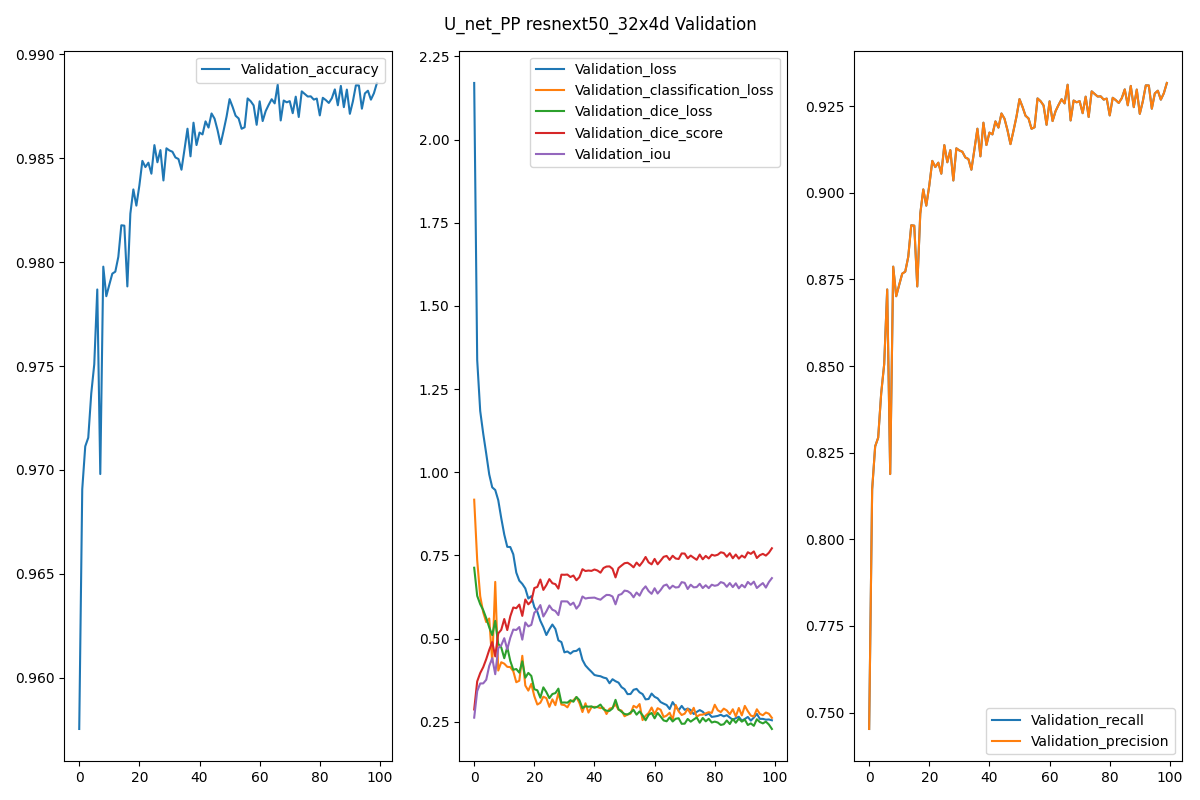 U_net_PP resnext50_32x4d Validation
0.990
0.985
0.980
0.975
0.970
0.965
0.960
0 20 40 60 80 100
Validation_accuracy
2.25
2.00
1.75
1.50
1.25
1.00
0.75
0.50
0.25
0 20 40 60 80 100
Validation_loss
Validation_classification_loss
Validation_dice_loss
Validation_dice_score
Validation_iou
0.925
0.900
0.875
0.850
0.825
0.800
0.775
0.750
0 20 40 60 80 100
Validation_recall
Validation_precision